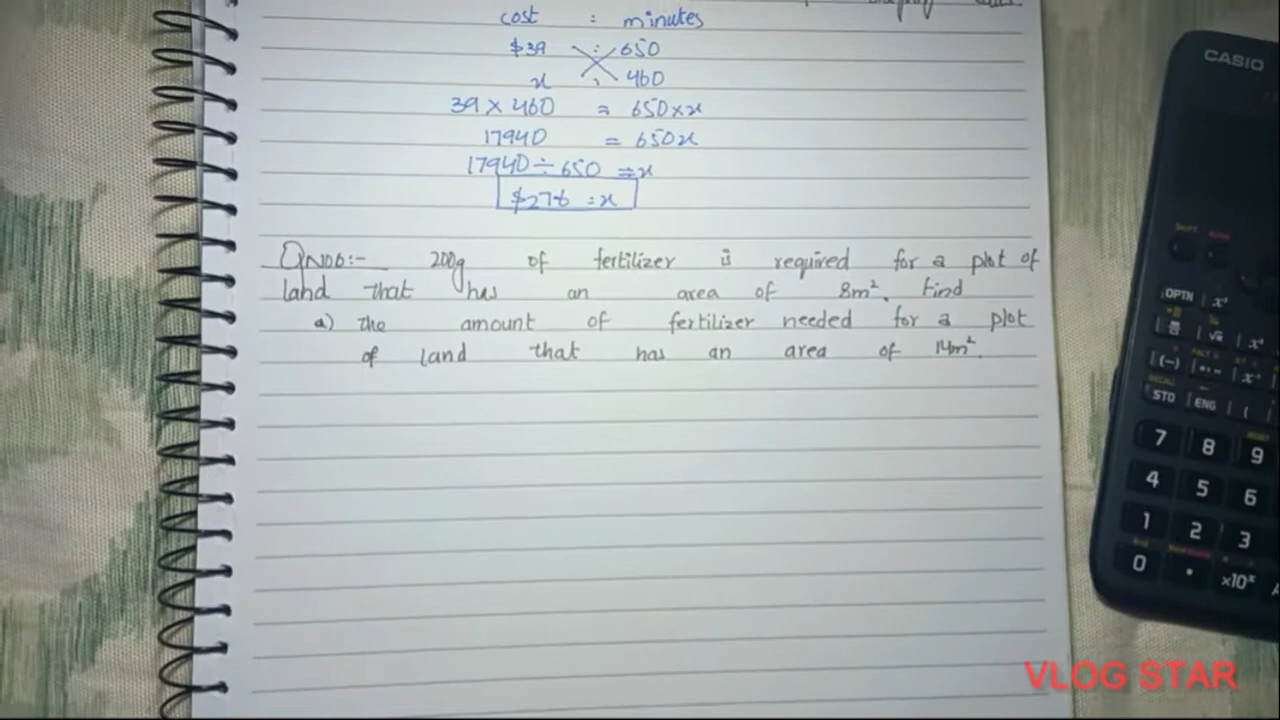 cost : minutes
$39 : 650
x : 460
39 × 460 = 650×x
17940 = 650x
17940 ÷ 650 = x
$27.6 = x
QNo6:- 200g of fertilizer is required for a plot of
land that has an area of 8m². Find
a) the amount of fertilizer needed for a plot
of land that has an area of 14m².
CASIO
OPTN
(-)
STO ENG (
7 8 9
4 5 6
1 2 3
0 . ×10ˣ
VLOG STAR